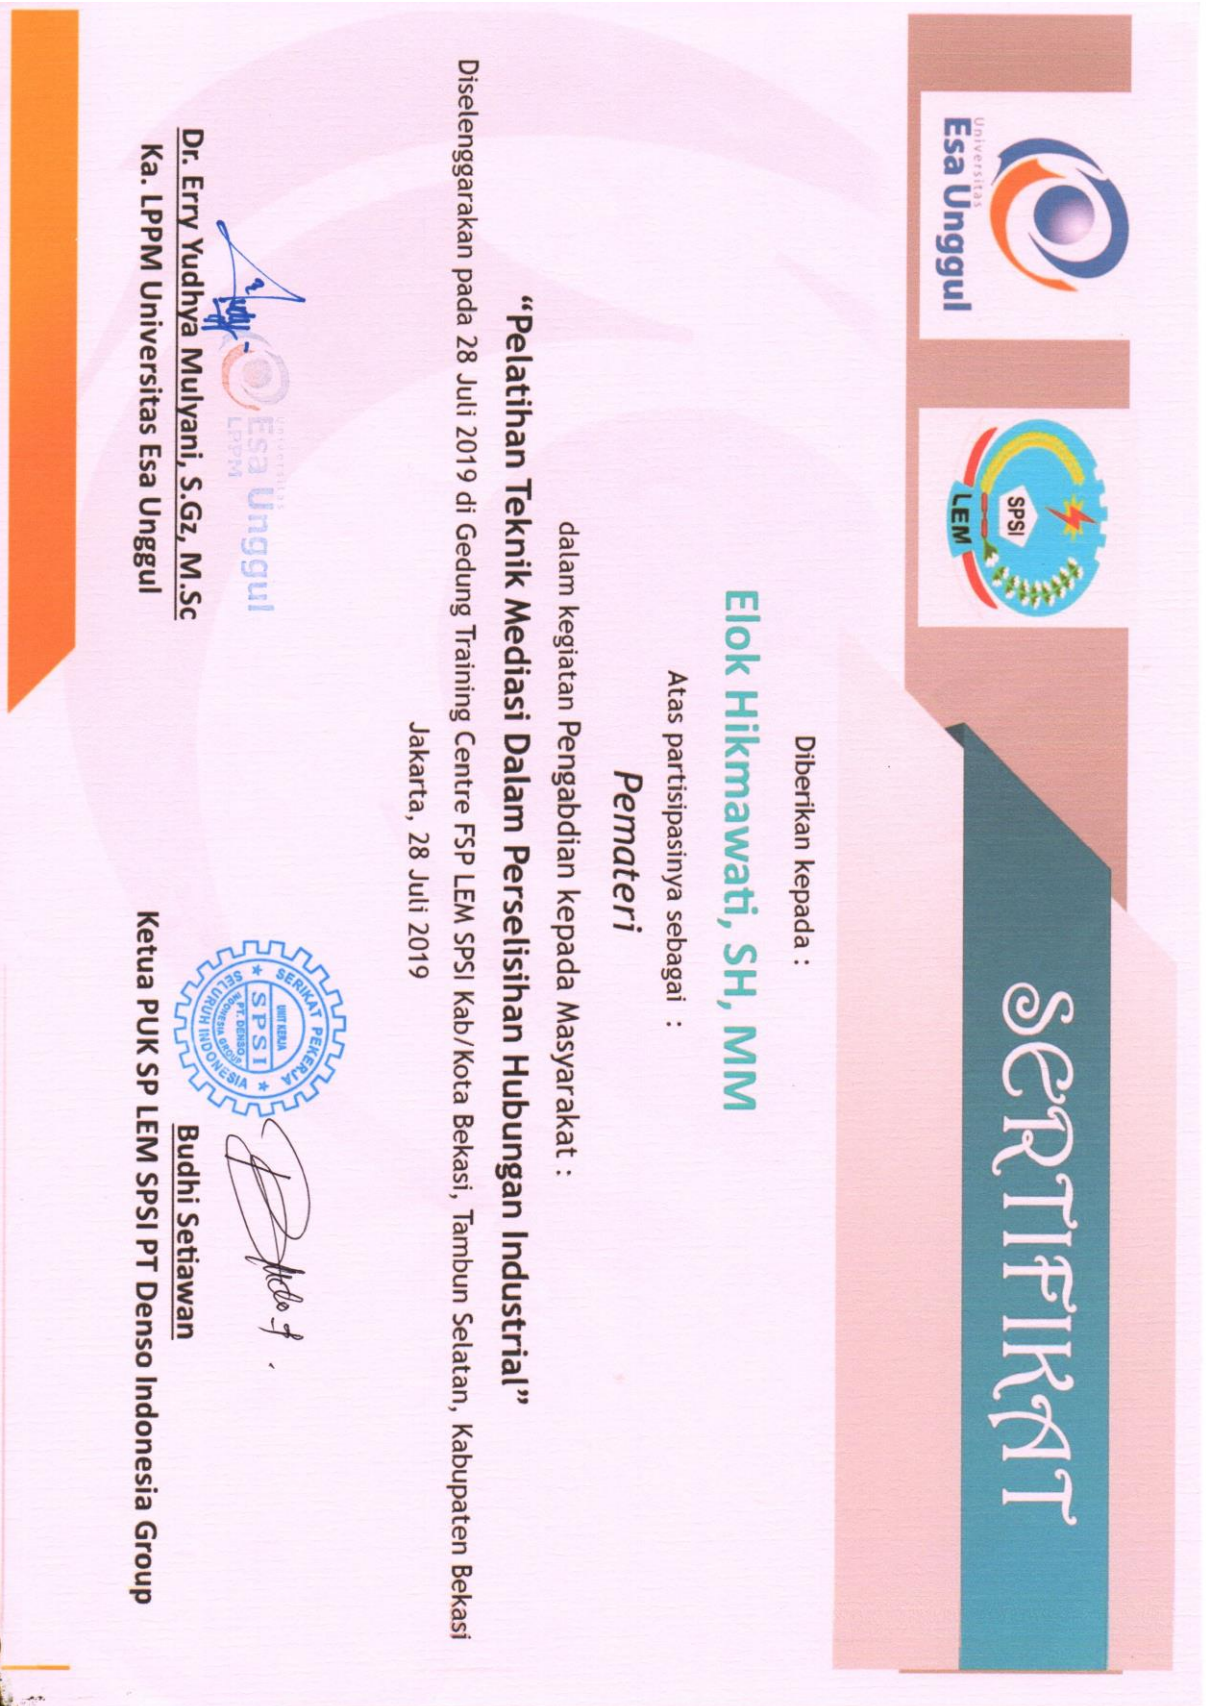 Universitas
Esa Unggul
SPSI
LEM
SERTIFIKAT
Diberikan kepada :
Elok Hikmawati, SH, MM
Atas partisipasinya sebagai :
Pemateri
dalam kegiatan Pengabdian kepada Masyarakat :
“Pelatihan Teknik Mediasi Dalam Perselisihan Hubungan Industrial”
Diselenggarakan pada 28 Juli 2019 di Gedung Training Centre FSP LEM SPSI Kab/Kota Bekasi, Tambun Selatan, Kabupaten Bekasi
Jakarta, 28 Juli 2019
Universitas
Esa Unggul
LPPM
Dr. Erry Yudhya Mulyani, S.Gz, M.Sc
Ka. LPPM Universitas Esa Unggul
SERIKAT PEKERJA
UNIT KERJA
SPSI
PT. DENSO
INDONESIA GROUP
SELURUH INDONESIA
Budhi Setiawan
Ketua PUK SP LEM SPSI PT Denso Indonesia Group